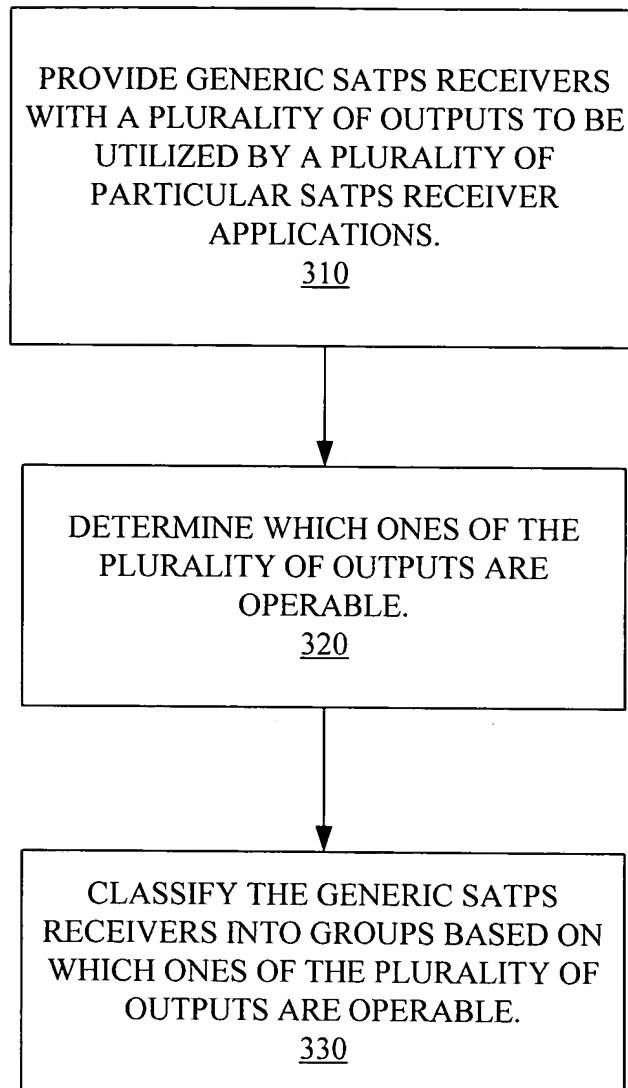 PROVIDE GENERIC SATPS RECEIVERS
WITH A PLURALITY OF OUTPUTS TO BE
UTILIZED BY A PLURALITY OF
PARTICULAR SATPS RECEIVER
APPLICATIONS.
310
DETERMINE WHICH ONES OF THE
PLURALITY OF OUTPUTS ARE
OPERABLE.
320
CLASSIFY THE GENERIC SATPS
RECEIVERS INTO GROUPS BASED ON
WHICH ONES OF THE PLURALITY OF
OUTPUTS ARE OPERABLE.
330